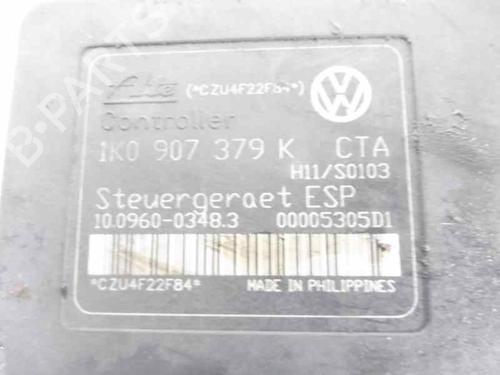 Ate (*CZU4F22F84*)
Controller
1K0 907 379 K CTA
H11/S0103
Steuergeraet ESP
10.0960-0348.3 00005305D1
*CZU4F22F84* MADE IN PHILIPPINES
B-PARTS